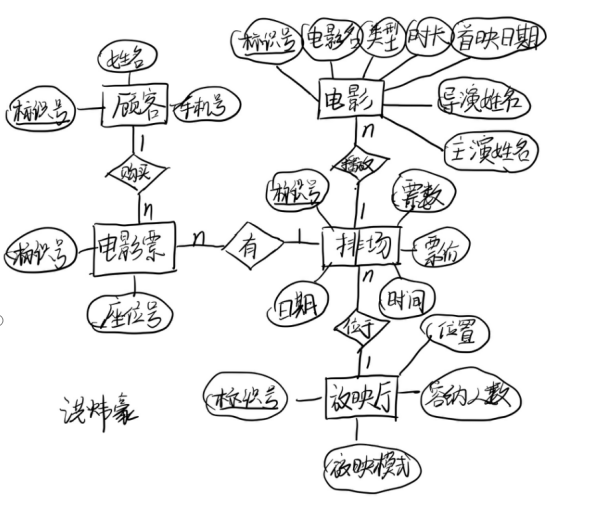 标识号 电影名 类型 时长 首映日期
姓名
标识号 顾客 手机号
电影 导演姓名
主演姓名
1 n
购买 播放
标识号 票数
n 1
标识号 电影票 n 有 1 排场 票价
座位号 日期 n 时间
位于 位置
1
标识号 放映厅 容纳人数
洪炜豪
放映模式